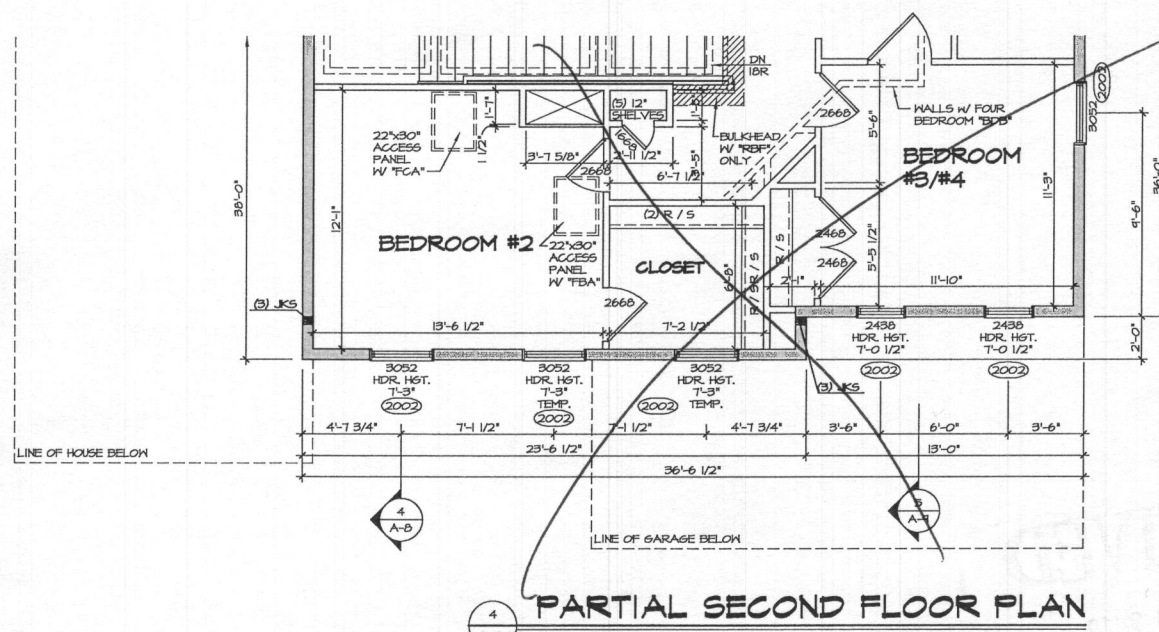 DN
18R
(5) 12"
SHELVES
1'-7"
1 1/2"
22"x30"
ACCESS
PANEL
W/ "FCA"
1668
BULKHEAD
W/ "RBF"
ONLY
2668
WALLS W/ FOUR
BEDROOM "BDB"
3052
2002
5'-6"
38'-0"
12'-1"
3'-7 5/8"
2'-11 1/2"
3'-5"
6'-7 1/2"
2668
BEDROOM
#3/#4
11'-3"
9'-6"
36'-0"
BEDROOM #2
22"x30"
ACCESS
PANEL
W/ "FBA"
(2) R / S
CLOSET
6'-8"
R / S
R / S
R / S
2468
2468
5'-5 1/2"
2'-1"
11'-10"
(3) JKS
2668
13'-6 1/2"
7'-2 1/2"
2438
HDR. HGT.
7'-0 1/2"
2002
2438
HDR. HGT.
7'-0 1/2"
2002
2'-0"
3052
HDR. HGT.
7'-3"
2002
3052
HDR. HGT.
7'-3"
TEMP.
2002
3052
HDR. HGT.
7'-3"
TEMP.
2002
(3) JKS
4'-7 3/4"
7'-1 1/2"
7'-1 1/2"
4'-7 3/4"
3'-6"
6'-0"
3'-6"
LINE OF HOUSE BELOW
23'-6 1/2"
13'-0"
36'-6 1/2"
4
A-8
A-9
LINE OF GARAGE BELOW
4
PARTIAL SECOND FLOOR PLAN